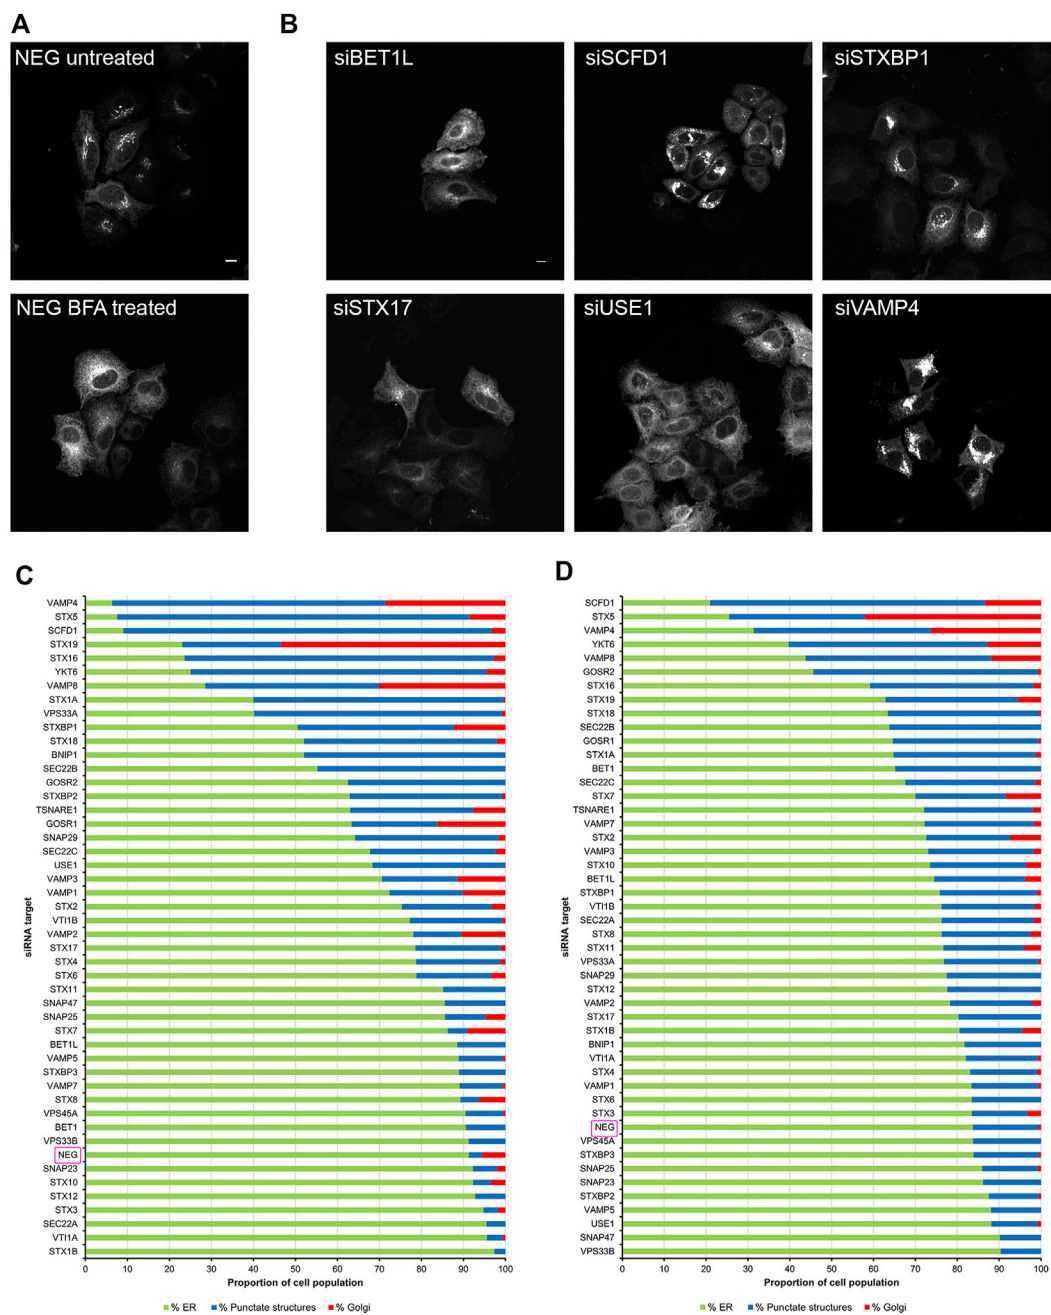 A
B
NEG untreated
siBET1L
siSCFD1
siSTXBP1
NEG BFA treated
siSTX17
siUSE1
siVAMP4
C
VAMP4
STX5
SCFD1
STX19
STX16
YKT6
VAMP8
STX1A
VPS33A
STXBP1
STX18
BNIP1
SEC22B
GOSR2
STXBP2
TSNARE1
GOSR1
SNAP29
SEC22C
USE1
VAMP3
VAMP1
STX2
VTI1B
VAMP2
STX17
STX4
STX6
STX11
SNAP47
SNAP25
STX7
BET1L
VAMP5
STXBP3
VAMP7
STX8
VPS45A
BET1
VPS33B
NEG
SNAP23
STX10
STX12
STX3
SEC22A
VTI1A
STX1B
siRNA target
0 10 20 30 40 50 60 70 80 90 100
Proportion of cell population
% ER % Punctate structures % Golgi
D
SCFD1
STX5
VAMP4
YKT6
VAMP8
GOSR2
STX16
STX19
STX18
SEC22B
GOSR1
STX1A
BET1
SEC22C
STX7
TSNARE1
VAMP7
STX2
VAMP3
STX10
BET1L
STXBP1
VTI1B
SEC22A
STX8
STX11
VPS33A
SNAP29
STX12
VAMP2
STX17
STX1B
BNIP1
VTI1A
STX4
VAMP1
STX6
STX3
NEG
VPS45A
STXBP3
SNAP25
SNAP23
STXBP2
VAMP5
USE1
SNAP47
VPS33B
siRNA target
0 10 20 30 40 50 60 70 80 90 100
Proportion of cell population
% ER % Punctate structures % Golgi